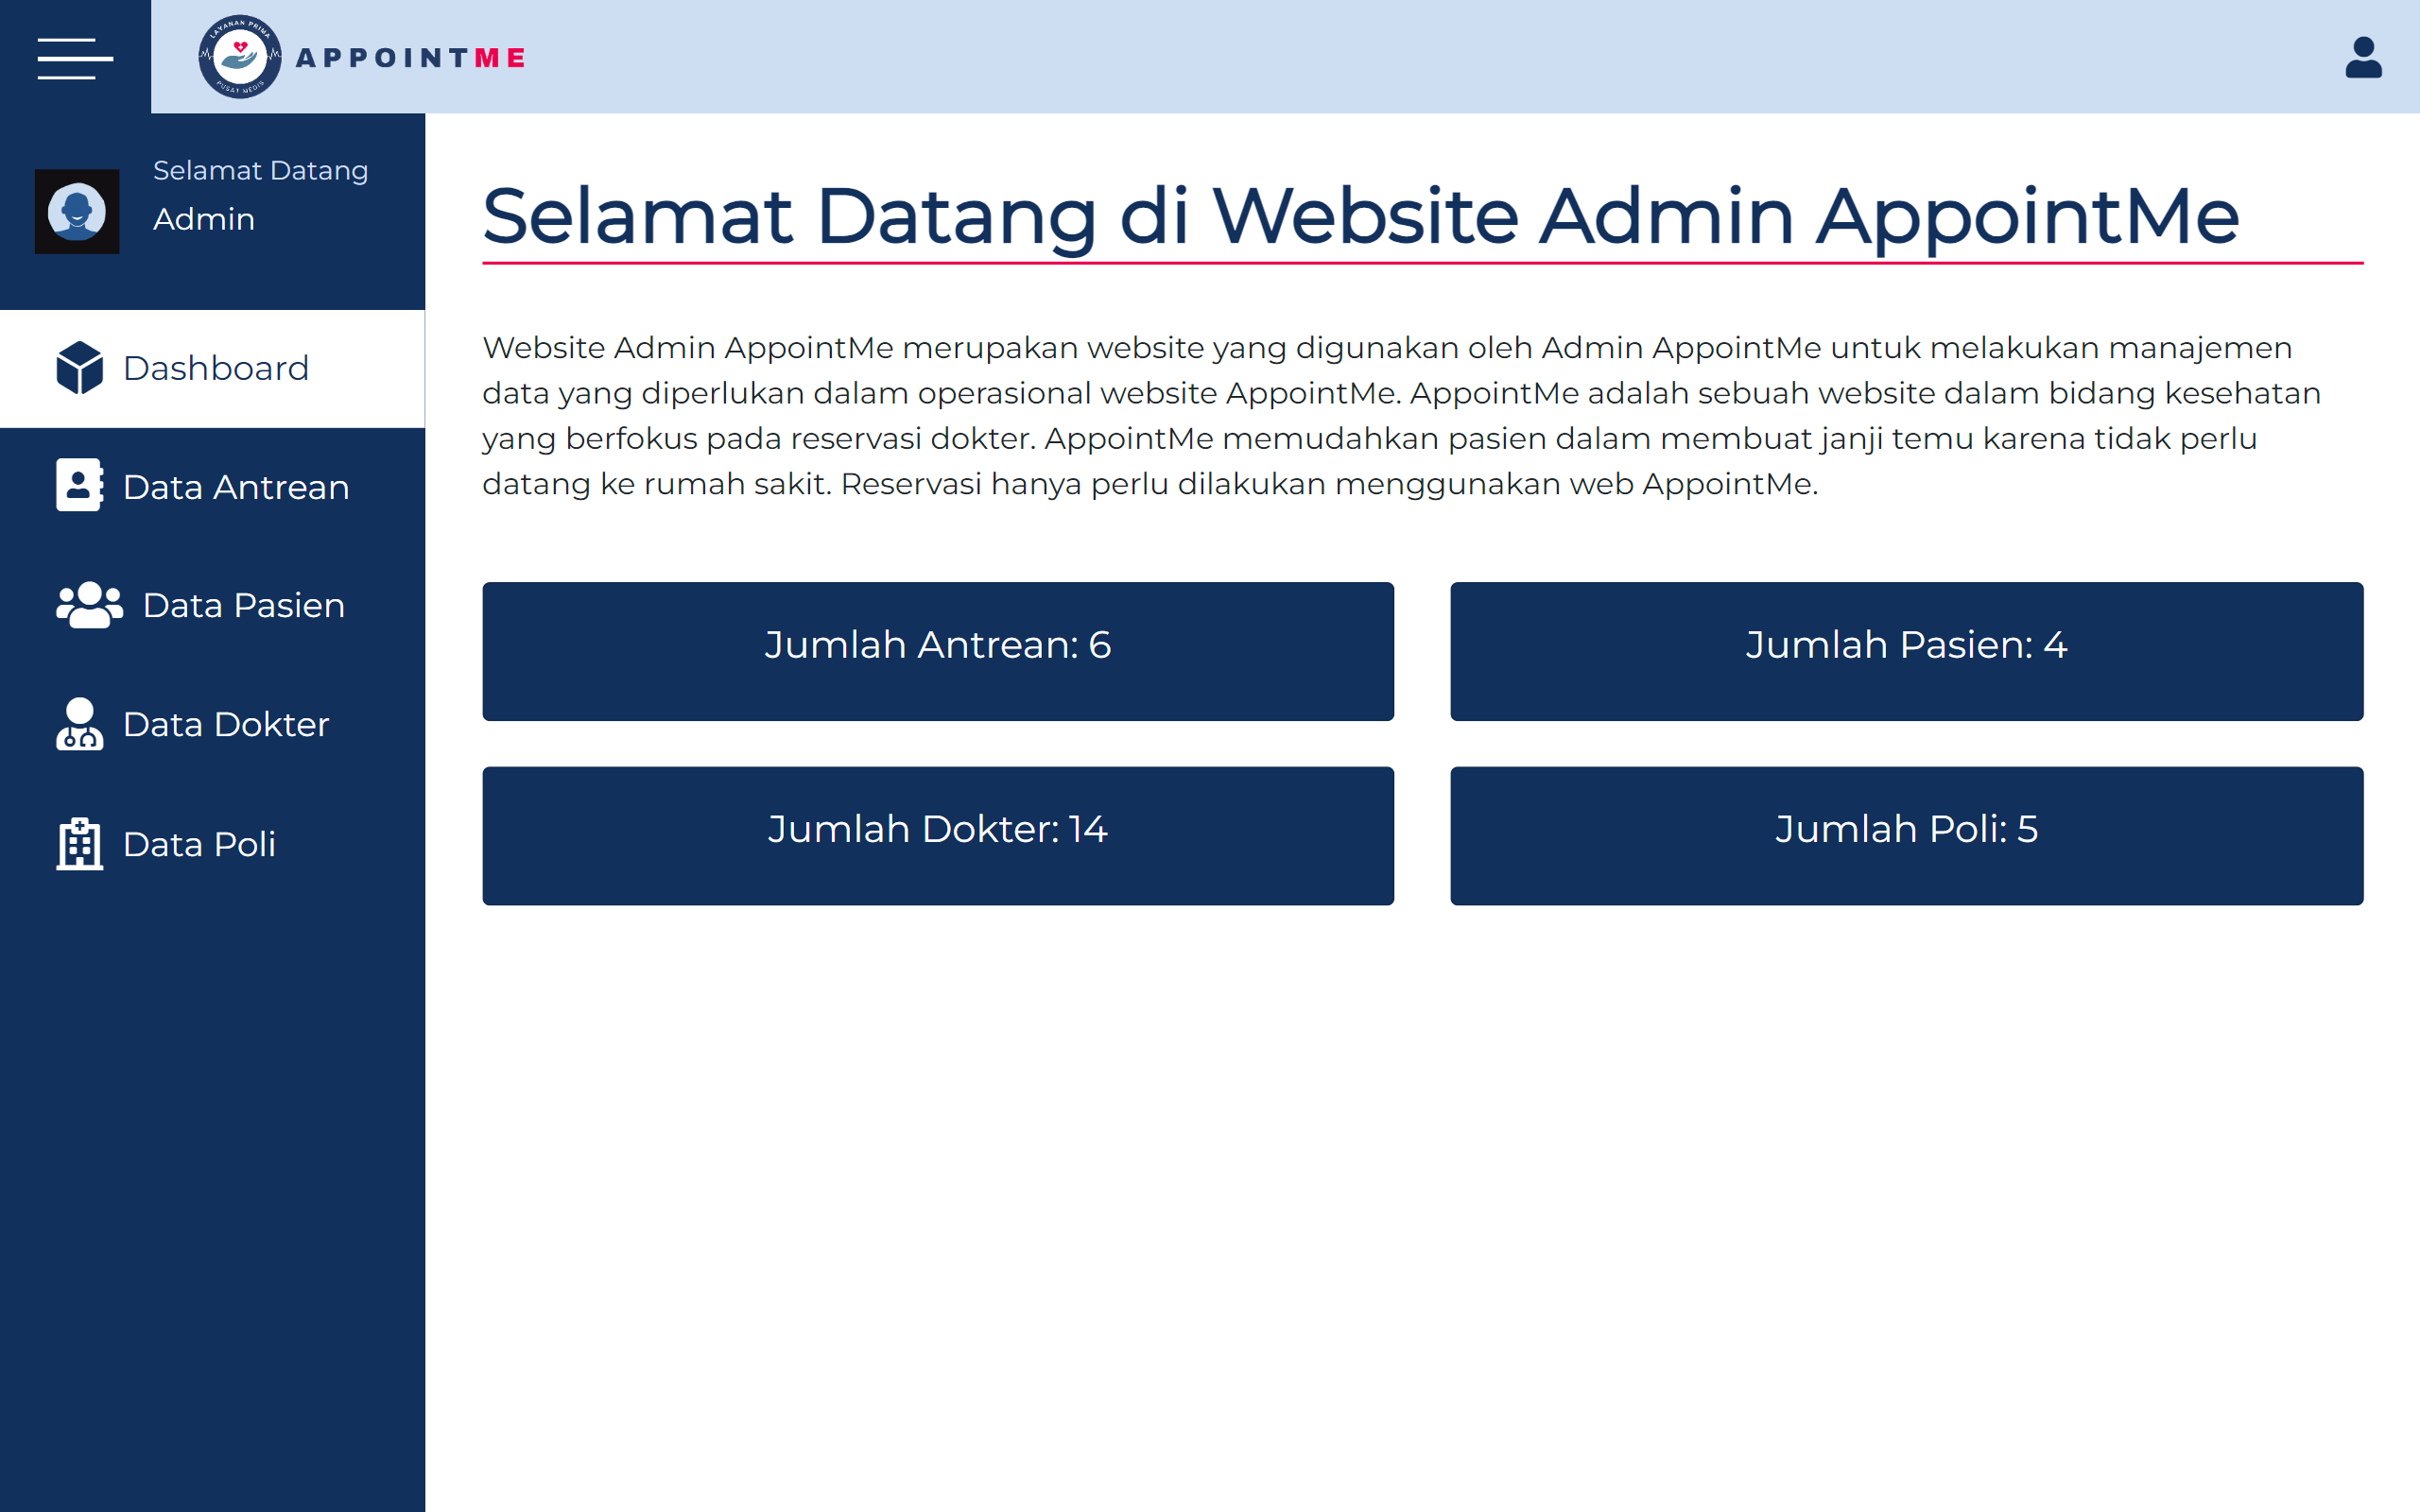 LAYANAN PRIMA
PUSAT MEDIS
APPOINTME
Selamat Datang
Admin
Dashboard
Data Antrean
Data Pasien
Data Dokter
Data Poli
Selamat Datang di Website Admin AppointMe
Website Admin AppointMe merupakan website yang digunakan oleh Admin AppointMe untuk melakukan manajemen
data yang diperlukan dalam operasional website AppointMe. AppointMe adalah sebuah website dalam bidang kesehatan
yang berfokus pada reservasi dokter. AppointMe memudahkan pasien dalam membuat janji temu karena tidak perlu
datang ke rumah sakit. Reservasi hanya perlu dilakukan menggunakan web AppointMe.
Jumlah Antrean: 6
Jumlah Pasien: 4
Jumlah Dokter: 14
Jumlah Poli: 5